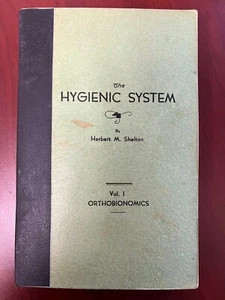 The
HYGIENIC SYSTEM
By
Herbert M. Shelton
Vol. I
ORTHOBIONOMICS